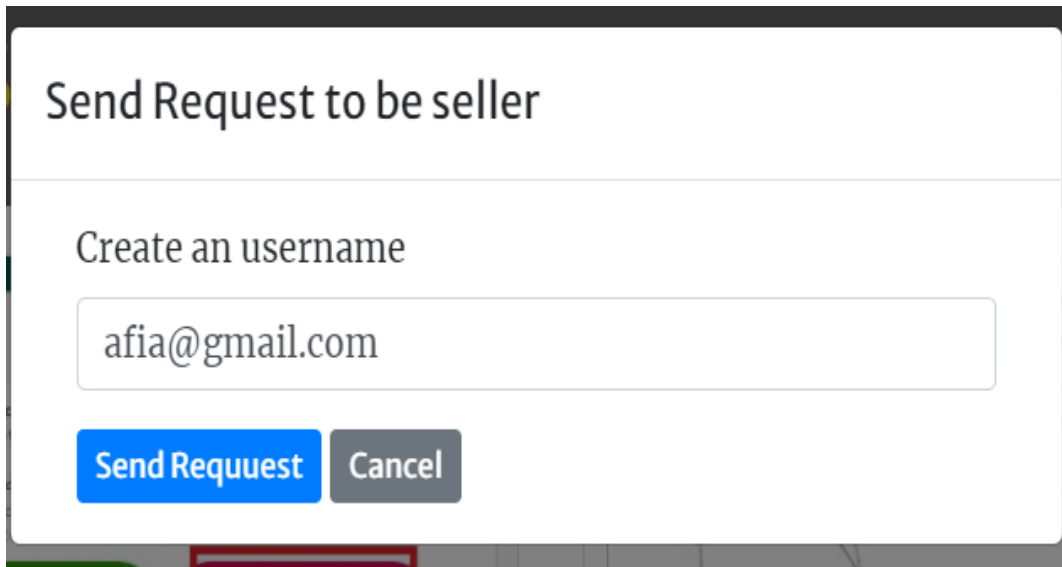 Send Request to be seller
Create an username
afia@gmail.com
Send Requuest Cancel